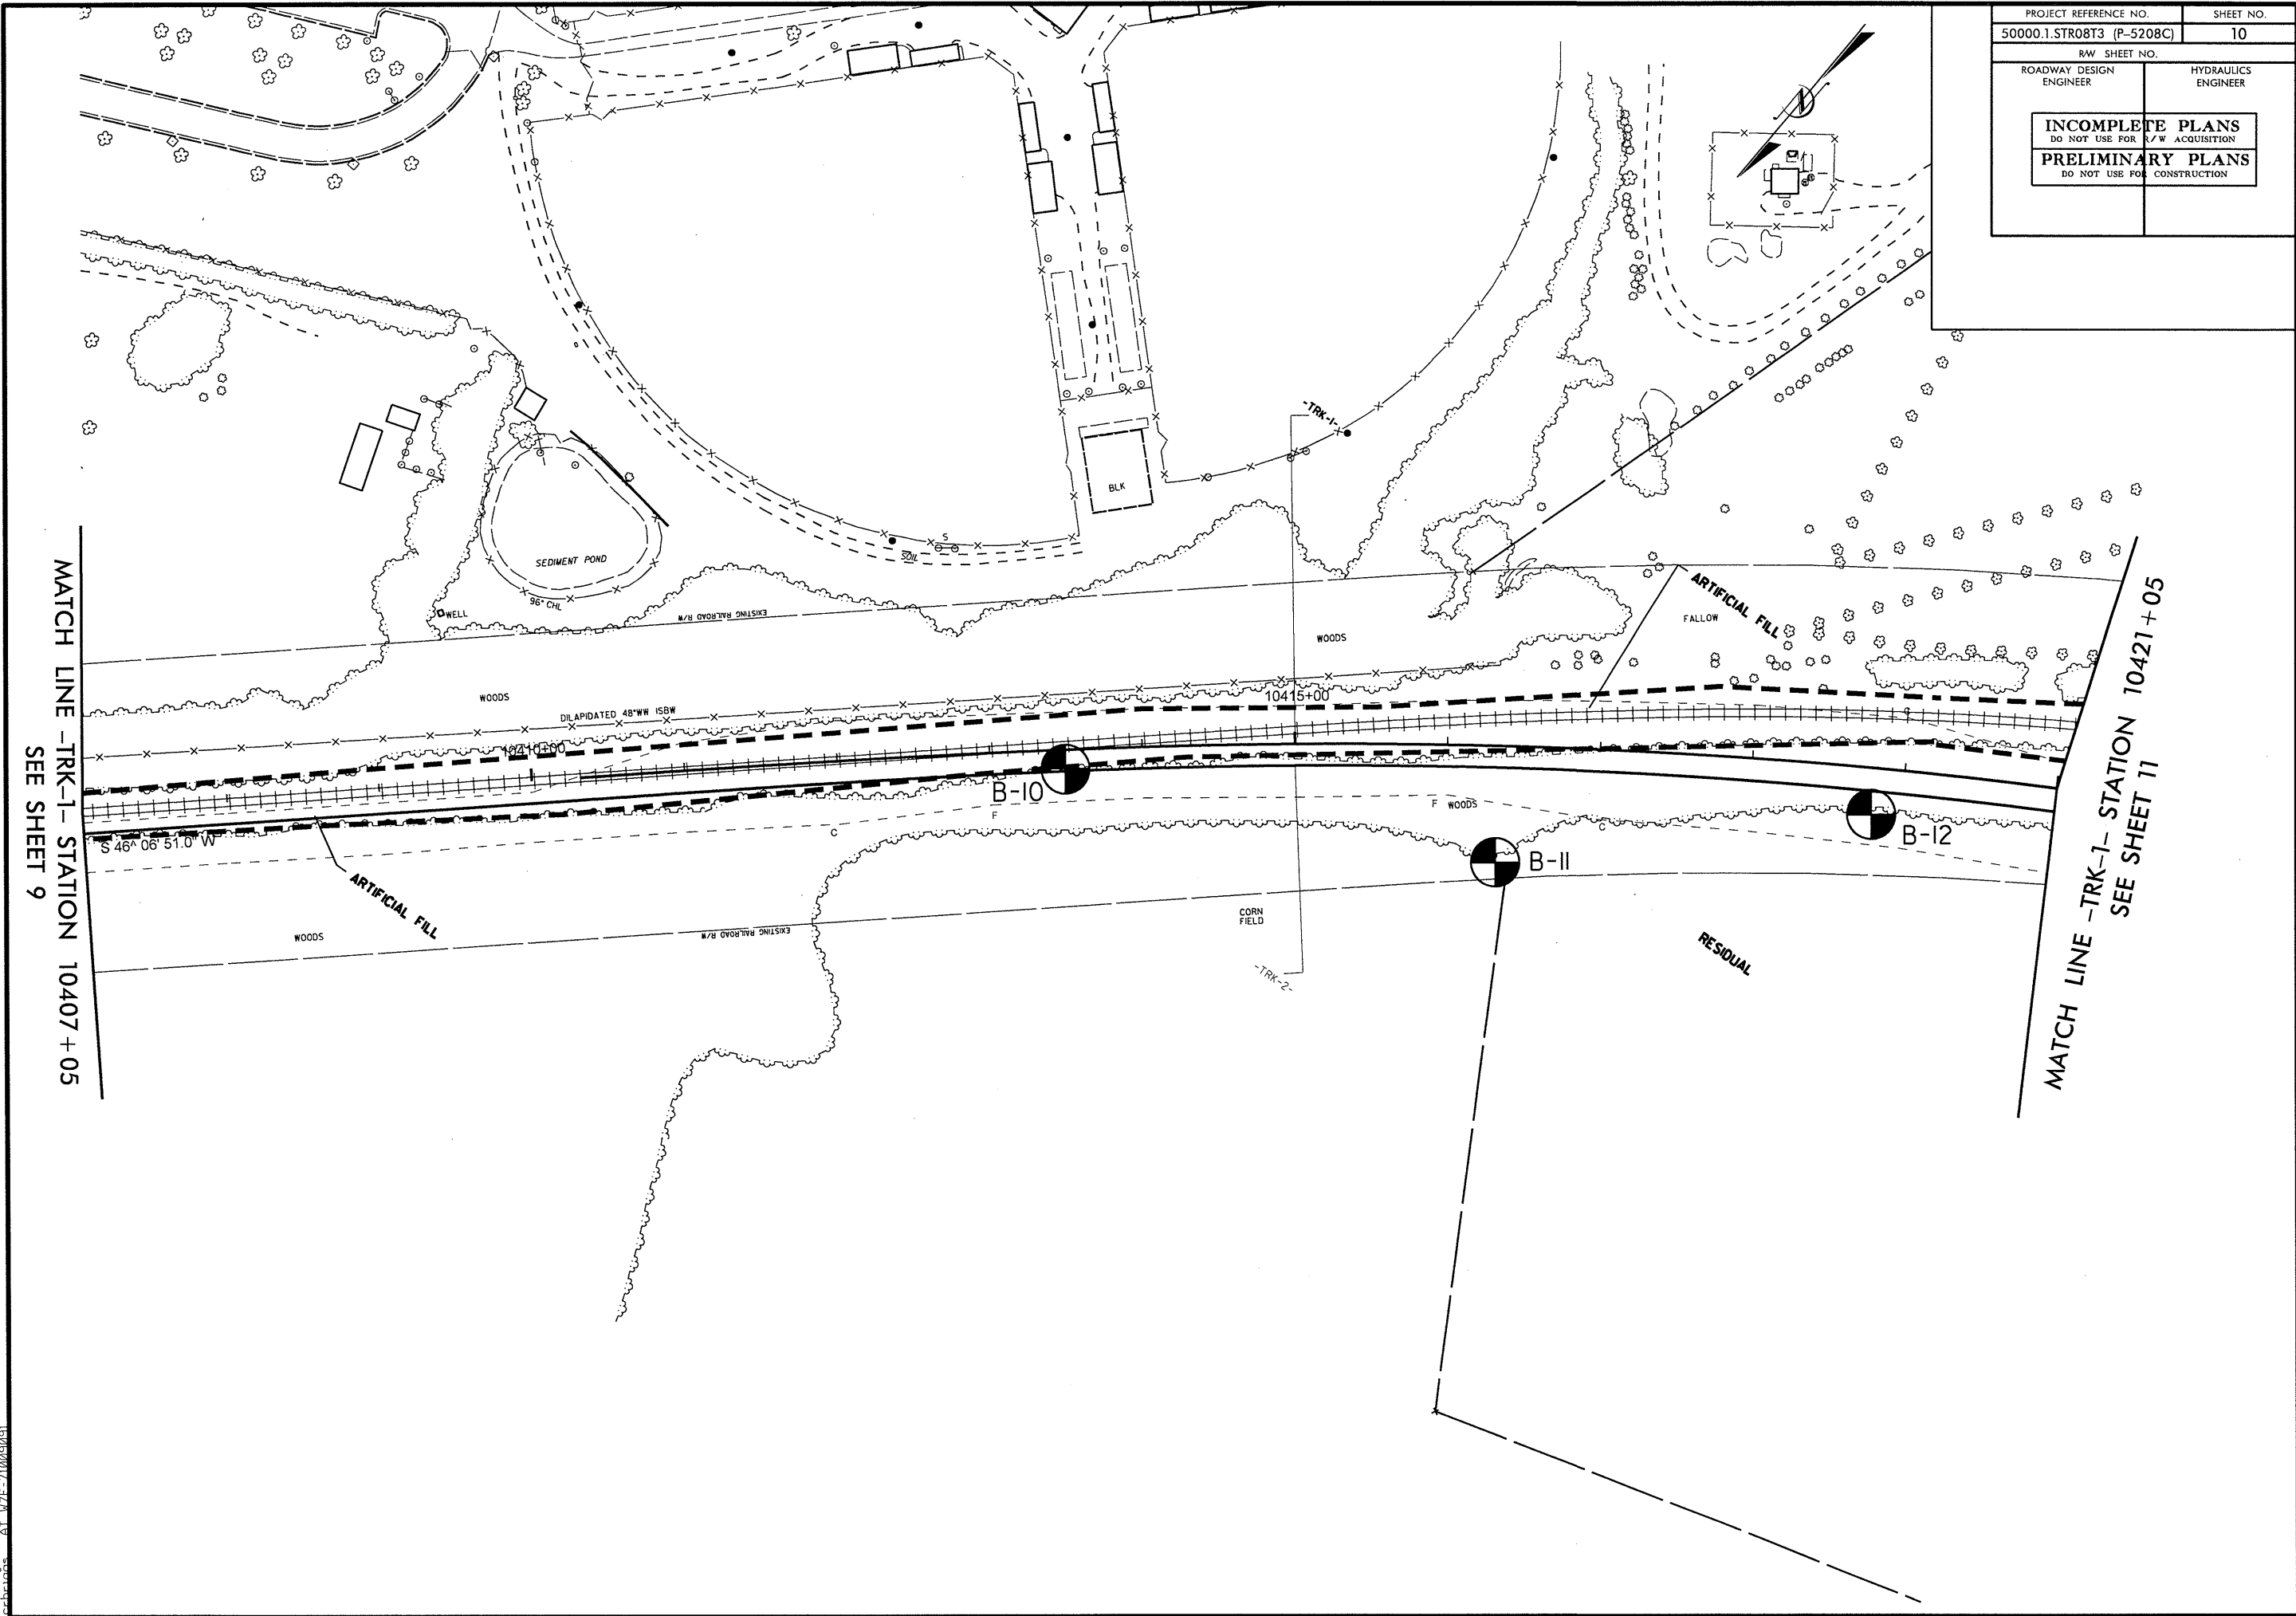 PROJECT REFERENCE NO.
SHEET NO.
50000.1.STR08T3 (P-5208C)
10
RW SHEET NO.
ROADWAY DESIGN
ENGINEER
HYDRAULICS
ENGINEER
INCOMPLETE PLANS
DO NOT USE FOR R/W ACQUISITION
PRELIMINARY PLANS
DO NOT USE FOR CONSTRUCTION
-TRK-1-
BLK
S
SOIL
SEDIMENT POND
96" CHL
WELL
EXISTING RAILROAD R/W
WOODS
FALLOW
ARTIFICIAL FILL
WOODS
DILAPIDATED 48"WW 1SBW
10410+00
10415+00
C
B-10
F
F WOODS
C
C
B-11
B-12
S 46^ 06' 51.0" W
ARTIFICIAL FILL
WOODS
EXISTING RAILROAD R/W
CORN
FIELD
-TRK-2-
RESIDUAL
MATCH LINE -TRK-1- STATION 10407+05
SEE SHEET 9
MATCH LINE -TRK-1- STATION 10421+05
SEE SHEET 11